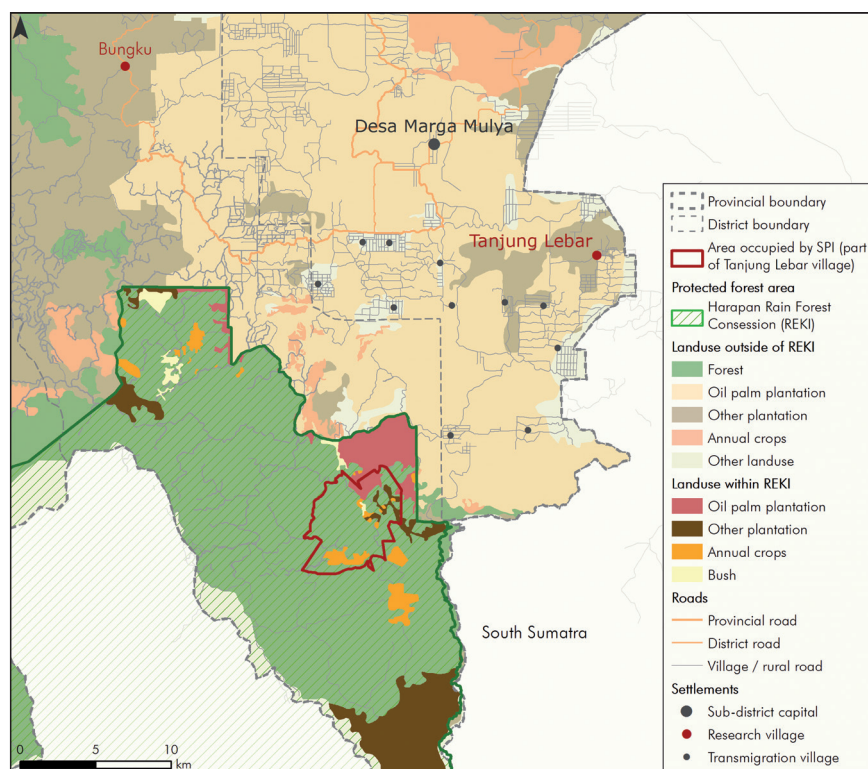 Bungku
Desa Marga Mulya
Tanjung Lebar
South Sumatra
0 5 10
km
Provincial boundary
District boundary
Area occupied by SPI (part
of Tanjung Lebar village)
Protected forest area
Harapan Rain Forest
Consession (REKI)
Landuse outside of REKI
Forest
Oil palm plantation
Other plantation
Annual crops
Other landuse
Landuse within REKI
Oil palm plantation
Other plantation
Annual crops
Bush
Roads
Provincial road
District road
Village / rural road
Settlements
Sub-district capital
Research village
Transmigration village